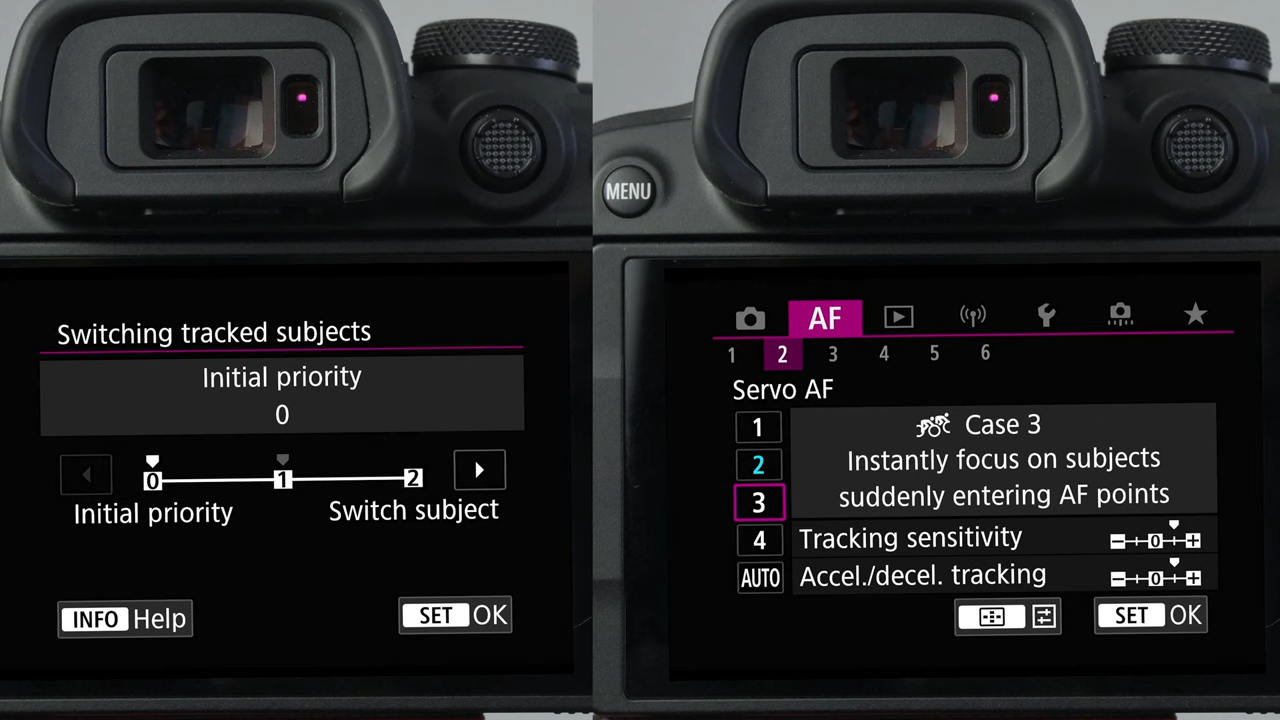 Switching tracked subjects
Initial priority
0
0 1 2
Initial priority Switch subject
INFO Help
SET OK
MENU
AF
1 2 3 4 5 6
Servo AF
1
2
3
4
AUTO
Case 3
Instantly focus on subjects
suddenly entering AF points
Tracking sensitivity
0
Accel./decel. tracking
0
SET OK